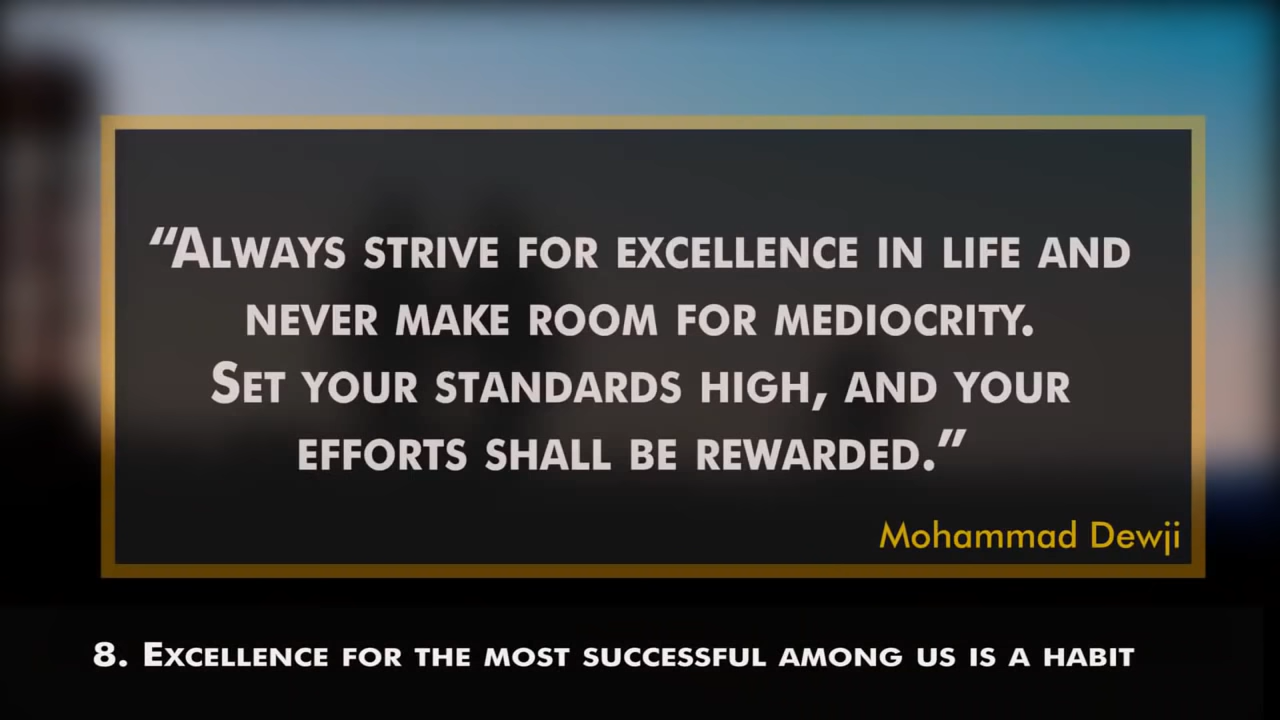 “Always strive for excellence in life and
never make room for mediocrity.
Set your standards high, and your
efforts shall be rewarded.”
Mohammad Dewji
8. Excellence for the most successful among us is a habit